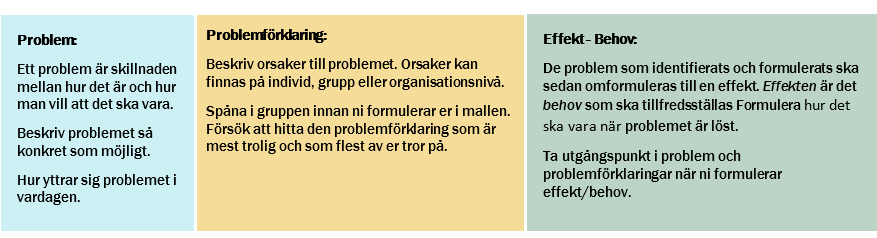 Problem:
Ett problem är skillnaden
mellan hur det är och hur
man vill att det ska vara.
Beskriv problemet så
konkret som möjligt.
Hur yttrar sig problemet i
vardagen.
Problemförklaring:
Beskriv orsaker till problemet. Orsaker kan
finnas på individ, grupp eller organisationsnivå.
Spåna i gruppen innan ni formulerar er i mallen.
Försök att hitta den problemförklaring som är
mest trolig och som flest av er tror på.
Effekt - Behov:
De problem som identifierats och formulerats ska
sedan omformuleras till en effekt. Effekten är det
behov som ska tillfredsställas Formulera hur det
ska vara när problemet är löst.
Ta utgångspunkt i problem och
problemförklaringar när ni formulerar
effekt/behov.